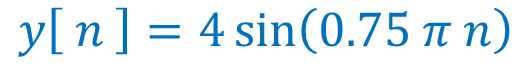 y[ n ] = 4 sin(0.75 π n)